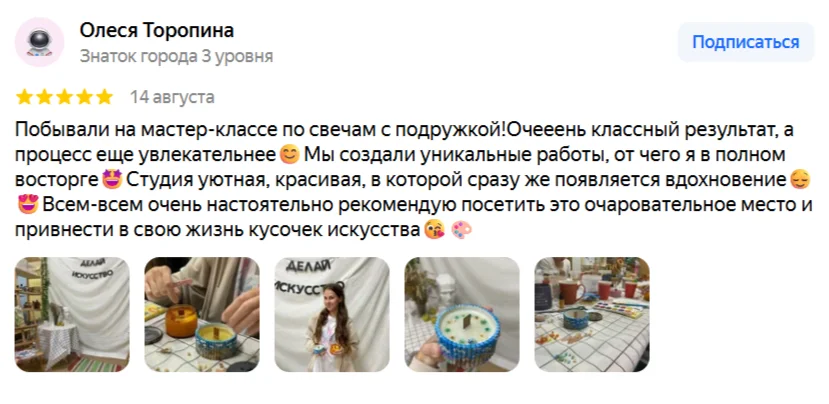 Олеся Торопина
Знаток города 3 уровня
Подписаться
14 августа
Побывали на мастер-классе по свечам с подружкой!Очееень классный результат, а
процесс еще увлекательнее😊 Мы создали уникальные работы, от чего я в полном
восторге🤩 Студия уютная, красивая, в которой сразу же появляется вдохновение😌
😍 Всем-всем очень настоятельно рекомендую посетить это очаровательное место и
привнести в свою жизнь кусочек искусства😘 🎨
ДЕЛАЙ
ИСКУССТВО
ДЕЛАЙ
ИСКУССТВО